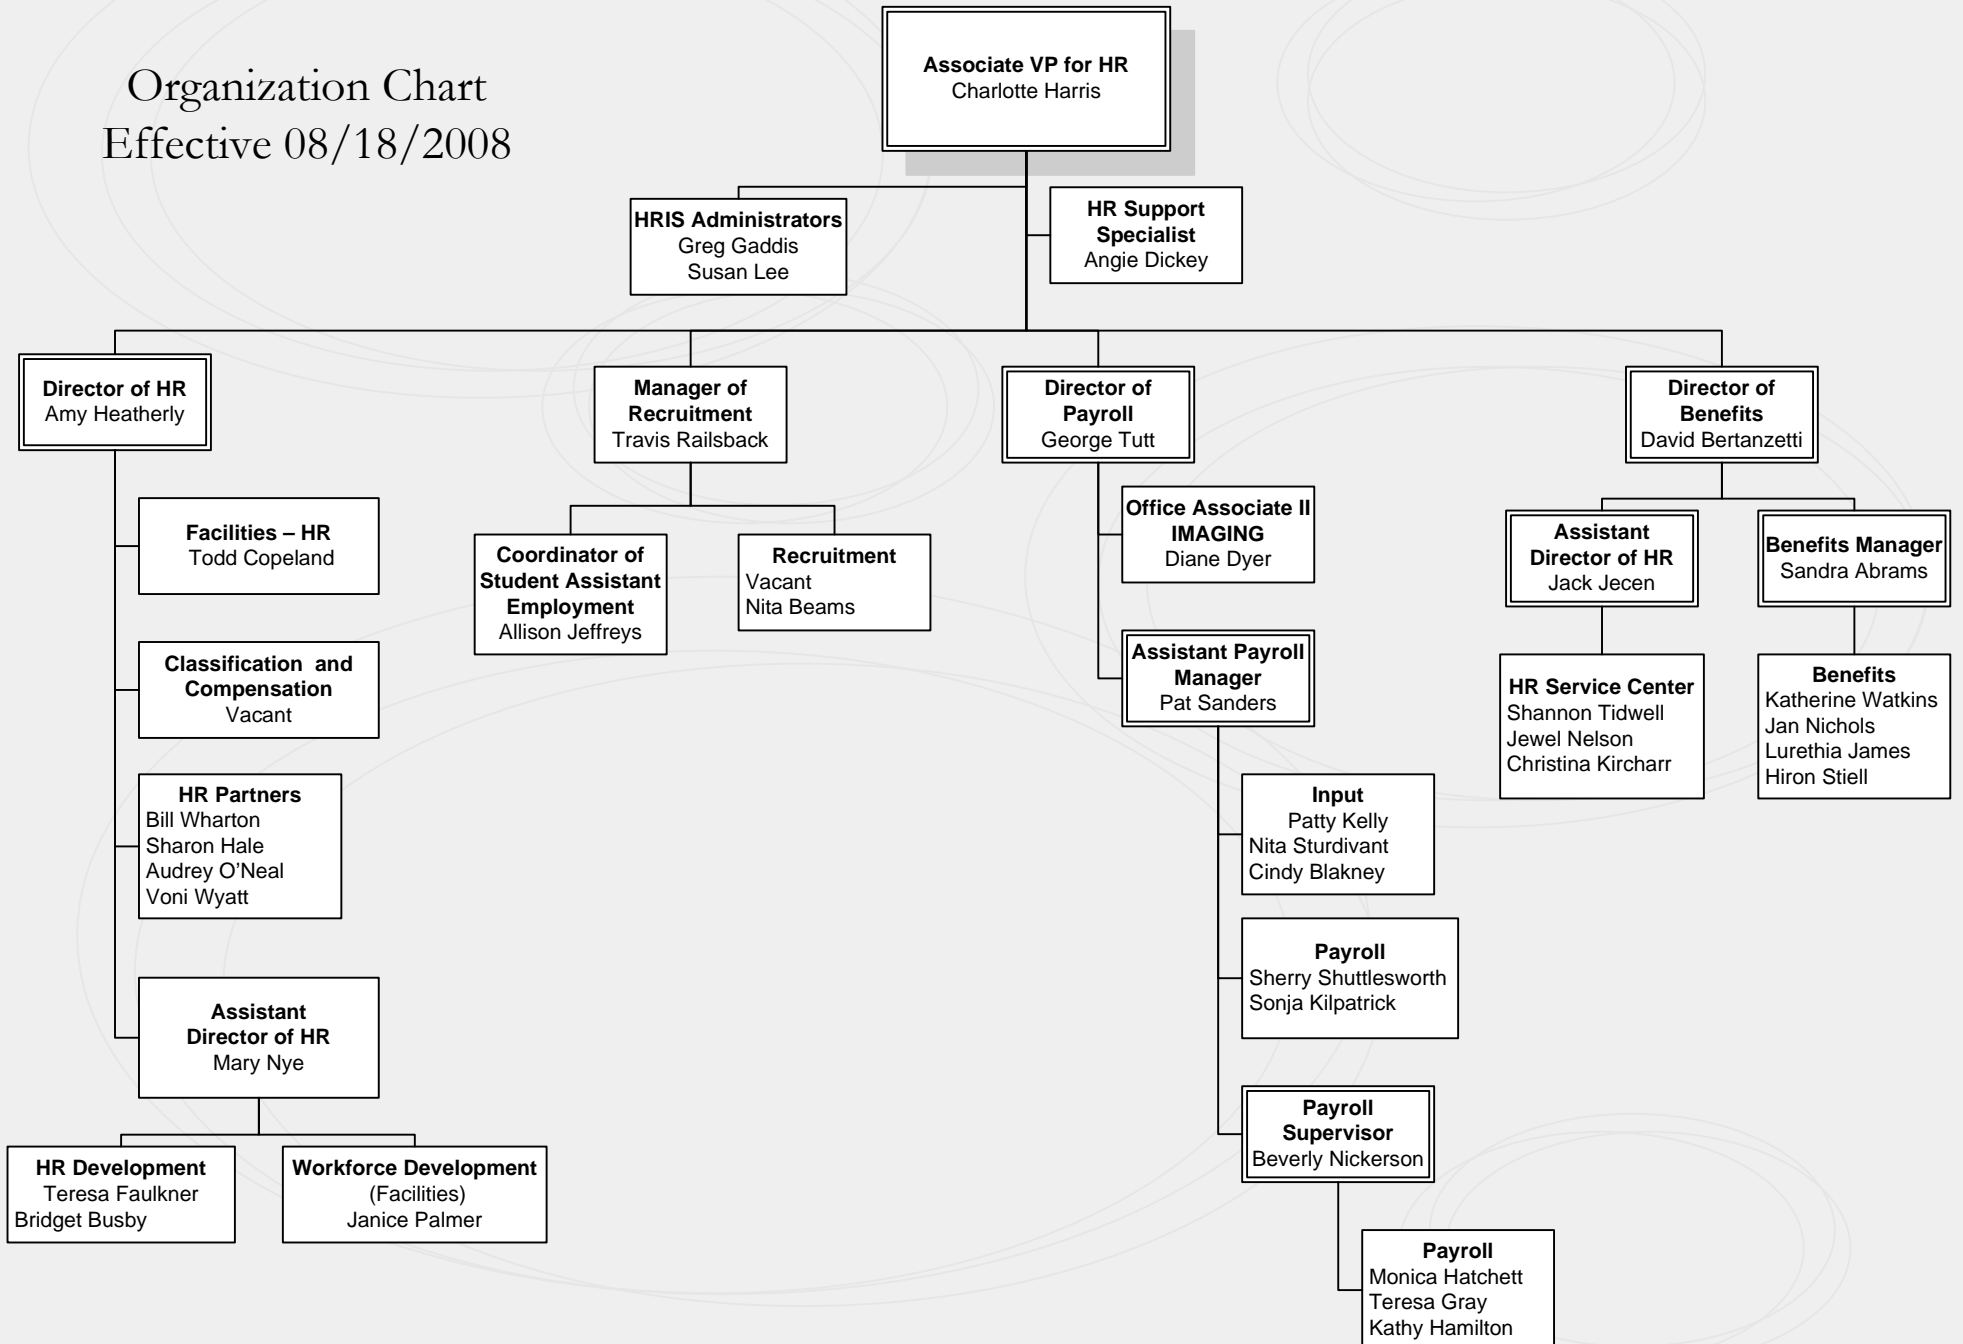 Organization Chart
Effective 08/18/2008
Associate VP for HR
Charlotte Harris
HRIS Administrators
Greg Gaddis
Susan Lee
HR Support
Specialist
Angie Dickey
Director of HR
Amy Heatherly
Manager of
Recruitment
Travis Railsback
Director of
Payroll
George Tutt
Director of
Benefits
David Bertanzetti
Facilities – HR
Todd Copeland
Classification and
Compensation
Vacant
HR Partners
Bill Wharton
Sharon Hale
Audrey O’Neal
Voni Wyatt
Assistant
Director of HR
Mary Nye
HR Development
Teresa Faulkner
Bridget Busby
Workforce Development
(Facilities)
Janice Palmer
Coordinator of
Student Assistant
Employment
Allison Jeffreys
Recruitment
Vacant
Nita Beams
Office Associate II
IMAGING
Diane Dyer
Assistant Payroll
Manager
Pat Sanders
Input
Patty Kelly
Nita Sturdivant
Cindy Blakney
Payroll
Sherry Shuttlesworth
Sonja Kilpatrick
Payroll
Supervisor
Beverly Nickerson
Payroll
Monica Hatchett
Teresa Gray
Kathy Hamilton
Assistant
Director of HR
Jack Jecen
Benefits Manager
Sandra Abrams
HR Service Center
Shannon Tidwell
Jewel Nelson
Christina Kircharr
Benefits
Katherine Watkins
Jan Nichols
Lurethia James
Hiron Stiell